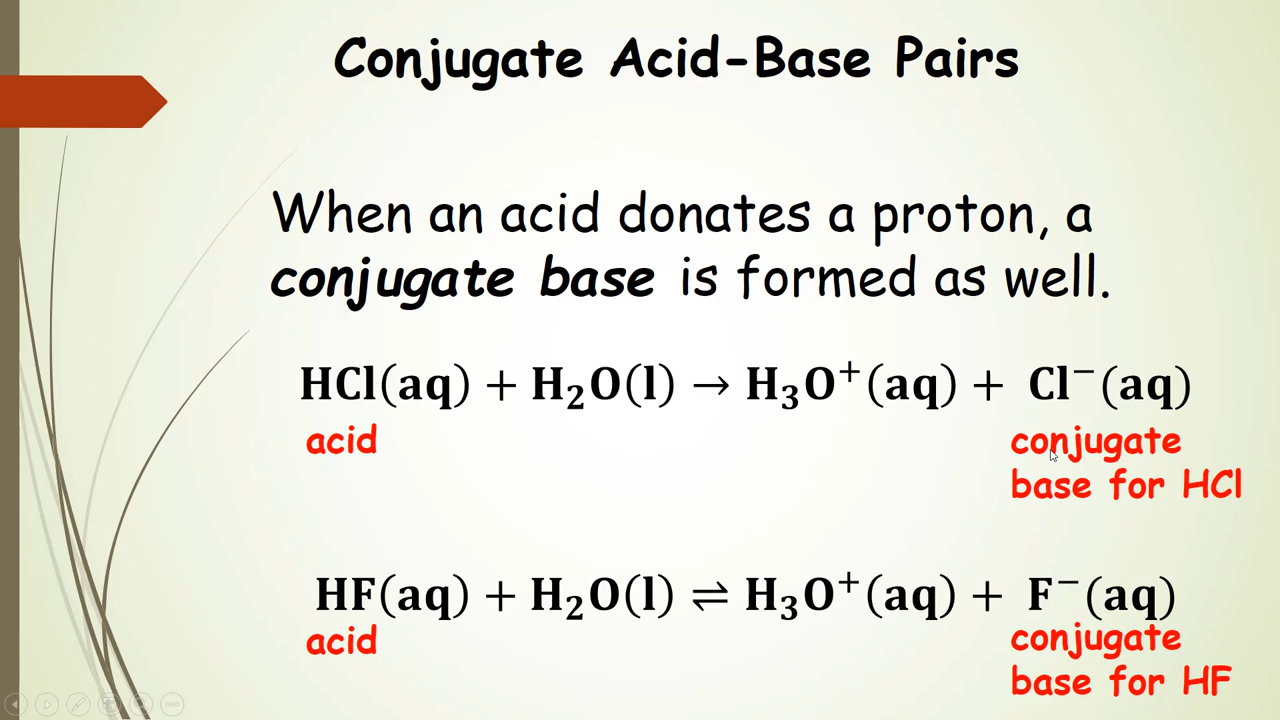 Conjugate Acid-Base Pairs
When an acid donates a proton, a
conjugate base is formed as well.
HCl(aq) + H₂O(l) → H₃O⁺(aq) + Cl⁻(aq)
acid
conjugate
base for HCl
HF(aq) + H₂O(l) ⇌ H₃O⁺(aq) + F⁻(aq)
acid
conjugate
base for HF